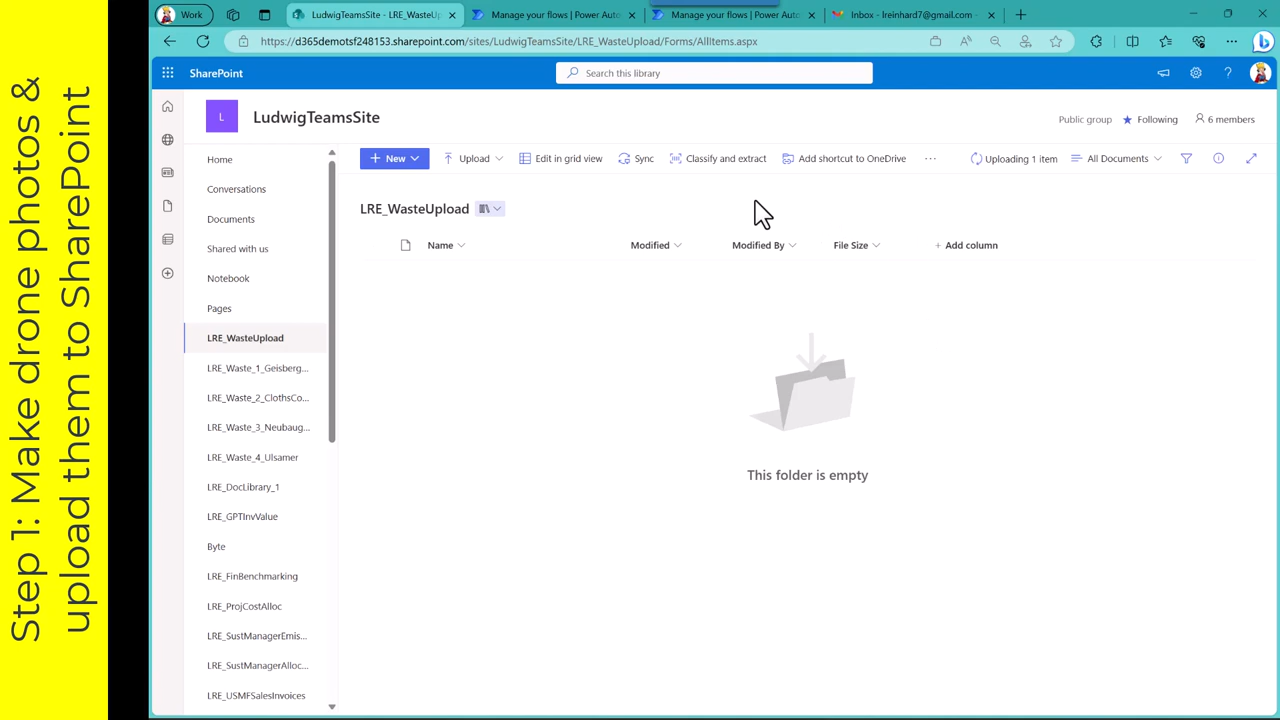 Step 1: Make drone photos &
upload them to SharePoint
Work
LudwigTeamsSite - LRE_WasteUp
Manage your flows | Power Auto
Manage your flows | Power Auto
Inbox - lreinhard7@gmail.com -
https://d365demotsf248153.sharepoint.com/sites/LudwigTeamsSite/LRE_WasteUpload/Forms/AllItems.aspx
SharePoint
Search this library
L
LudwigTeamsSite
Public group
Following
6 members
Home
Conversations
Documents
Shared with us
Notebook
Pages
LRE_WasteUpload
LRE_Waste_1_Geisberg...
LRE_Waste_2_ClothsCo...
LRE_Waste_3_Neubaug...
LRE_Waste_4_Ulsamer
LRE_DocLibrary_1
LRE_GPTInvValue
Byte
LRE_FinBenchmarking
LRE_ProjCostAlloc
LRE_SustManagerEmis...
LRE_SustManagerAlloc...
LRE_USMFSalesInvoices
+ New
Upload
Edit in grid view
Sync
Classify and extract
Add shortcut to OneDrive
...
Uploading 1 item
All Documents
LRE_WasteUpload
Name
Modified
Modified By
File Size
+ Add column
This folder is empty